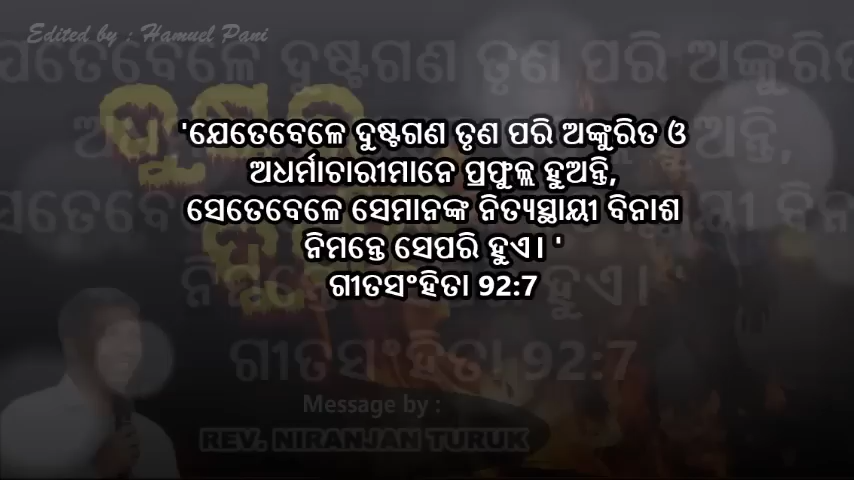 Edited by : Hamuel Pani
'ଯେତେବେଳେ ଦୁଷ୍ଟଗଣ ତୃଣ ପରି ଅଙ୍କୁରିତ ଓ
ଅଧର୍ମାଚାରୀମାନେ ପ୍ରଫୁଲ୍ଲ ହୁଅନ୍ତି,
ସେତେବେଳେ ସେମାନଙ୍କ ନିତ୍ୟସ୍ଥାୟୀ ବିନାଶ
ନିମନ୍ତେ ସେପରି ହୁଏ। '
ଗୀତସଂହିତା 92:7
Message by :
REV. NIRANJAN TURUK